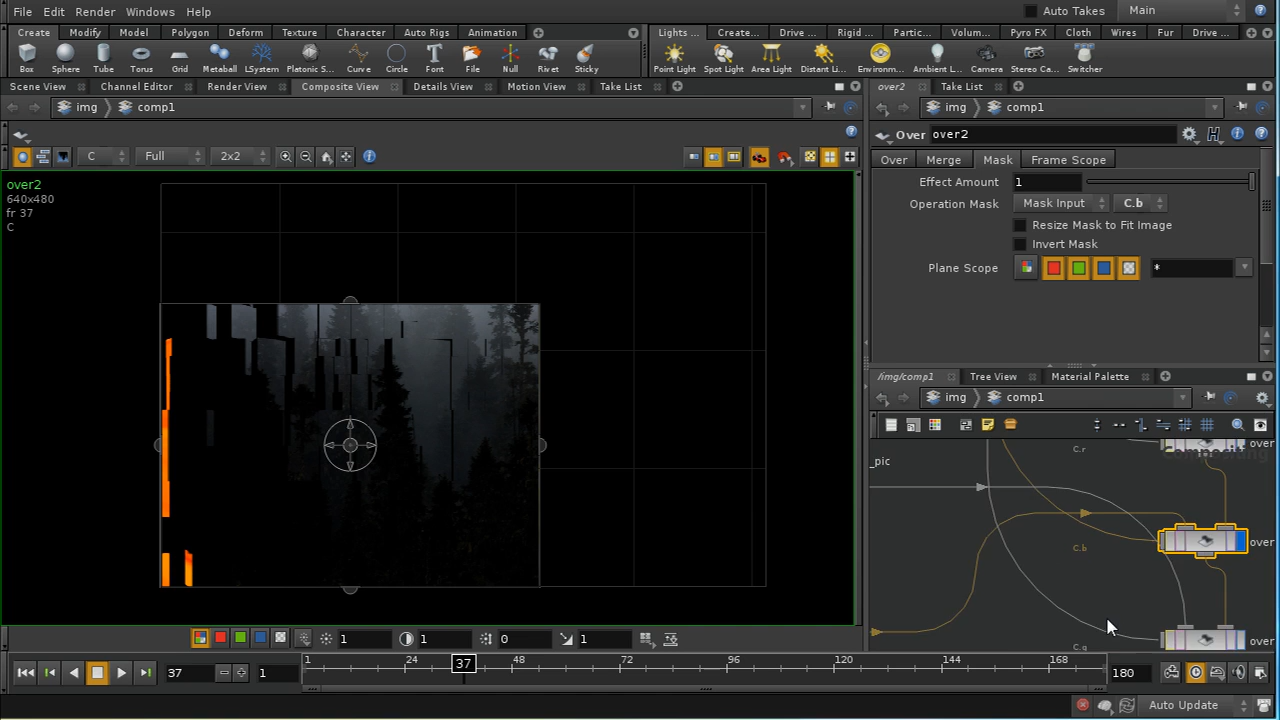 File Edit Render Windows Help Auto Takes Main
Create Modify Model Polygon Deform Texture Character Auto Rigs Animation Lights ... Create... Drive ... Rigid ... Partic... Volum... Pyro FX Cloth Wires Fur Drive ...
Box Sphere Tube Torus Grid Metaball LSystem Platonic S... Curve Circle Font File Null Rivet Sticky Point Light Spot Light Area Light Distant Li... Environm... Ambient L... Camera Stereo Ca... Switcher
Scene View Channel Editor Render View Composite View Details View Motion View Take List
over2 Take List
img comp1
img comp1
Over over2
C Full 2x2
Over Merge Mask Frame Scope
over2
640x480
fr 37
C
Effect Amount 1
Operation Mask Mask Input C.b
Resize Mask to Fit Image
Invert Mask
Plane Scope *
/img/comp1 Tree View Material Palette
img comp1
C.r over
_pic
over
C.b
over
C.g
1 1 0 1
37 1 1 24 37 48 72 96 120 144 168 180
Auto Update